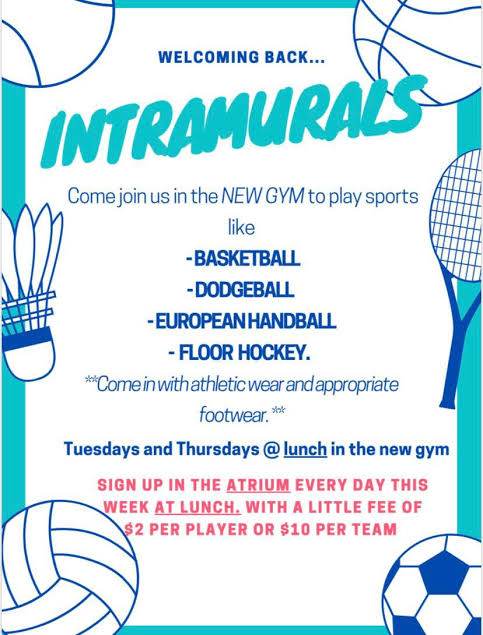 WELCOMING BACK...
INTRAMURALS
Come join us in the NEW GYM to play sports
like
- BASKETBALL
- DODGEBALL
- EUROPEAN HANDBALL
- FLOOR HOCKEY.
**Come in with athletic wear and appropriate
footwear. **
Tuesdays and Thursdays @ lunch in the new gym
SIGN UP IN THE ATRIUM EVERY DAY THIS
WEEK AT LUNCH. WITH A LITTLE FEE OF
$2 PER PLAYER OR $10 PER TEAM